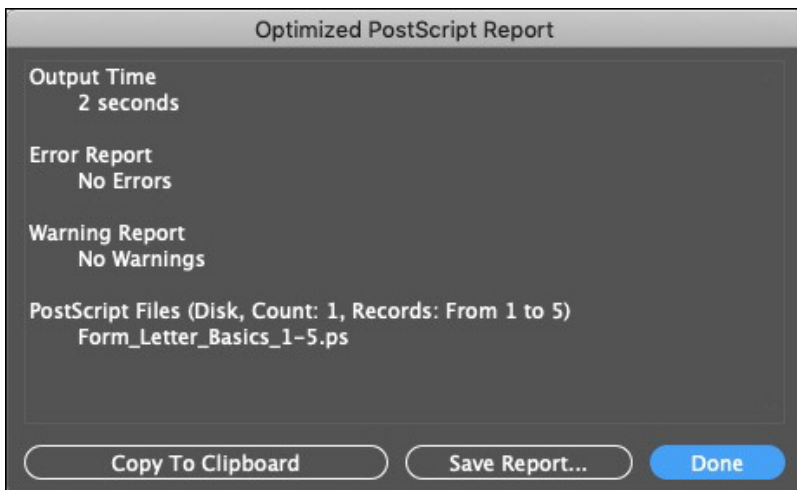 Optimized PostScript Report
Output Time
2 seconds
Error Report
No Errors
Warning Report
No Warnings
PostScript Files (Disk, Count: 1, Records: From 1 to 5)
Form_Letter_Basics_1-5.ps
Copy To Clipboard
Save Report...
Done